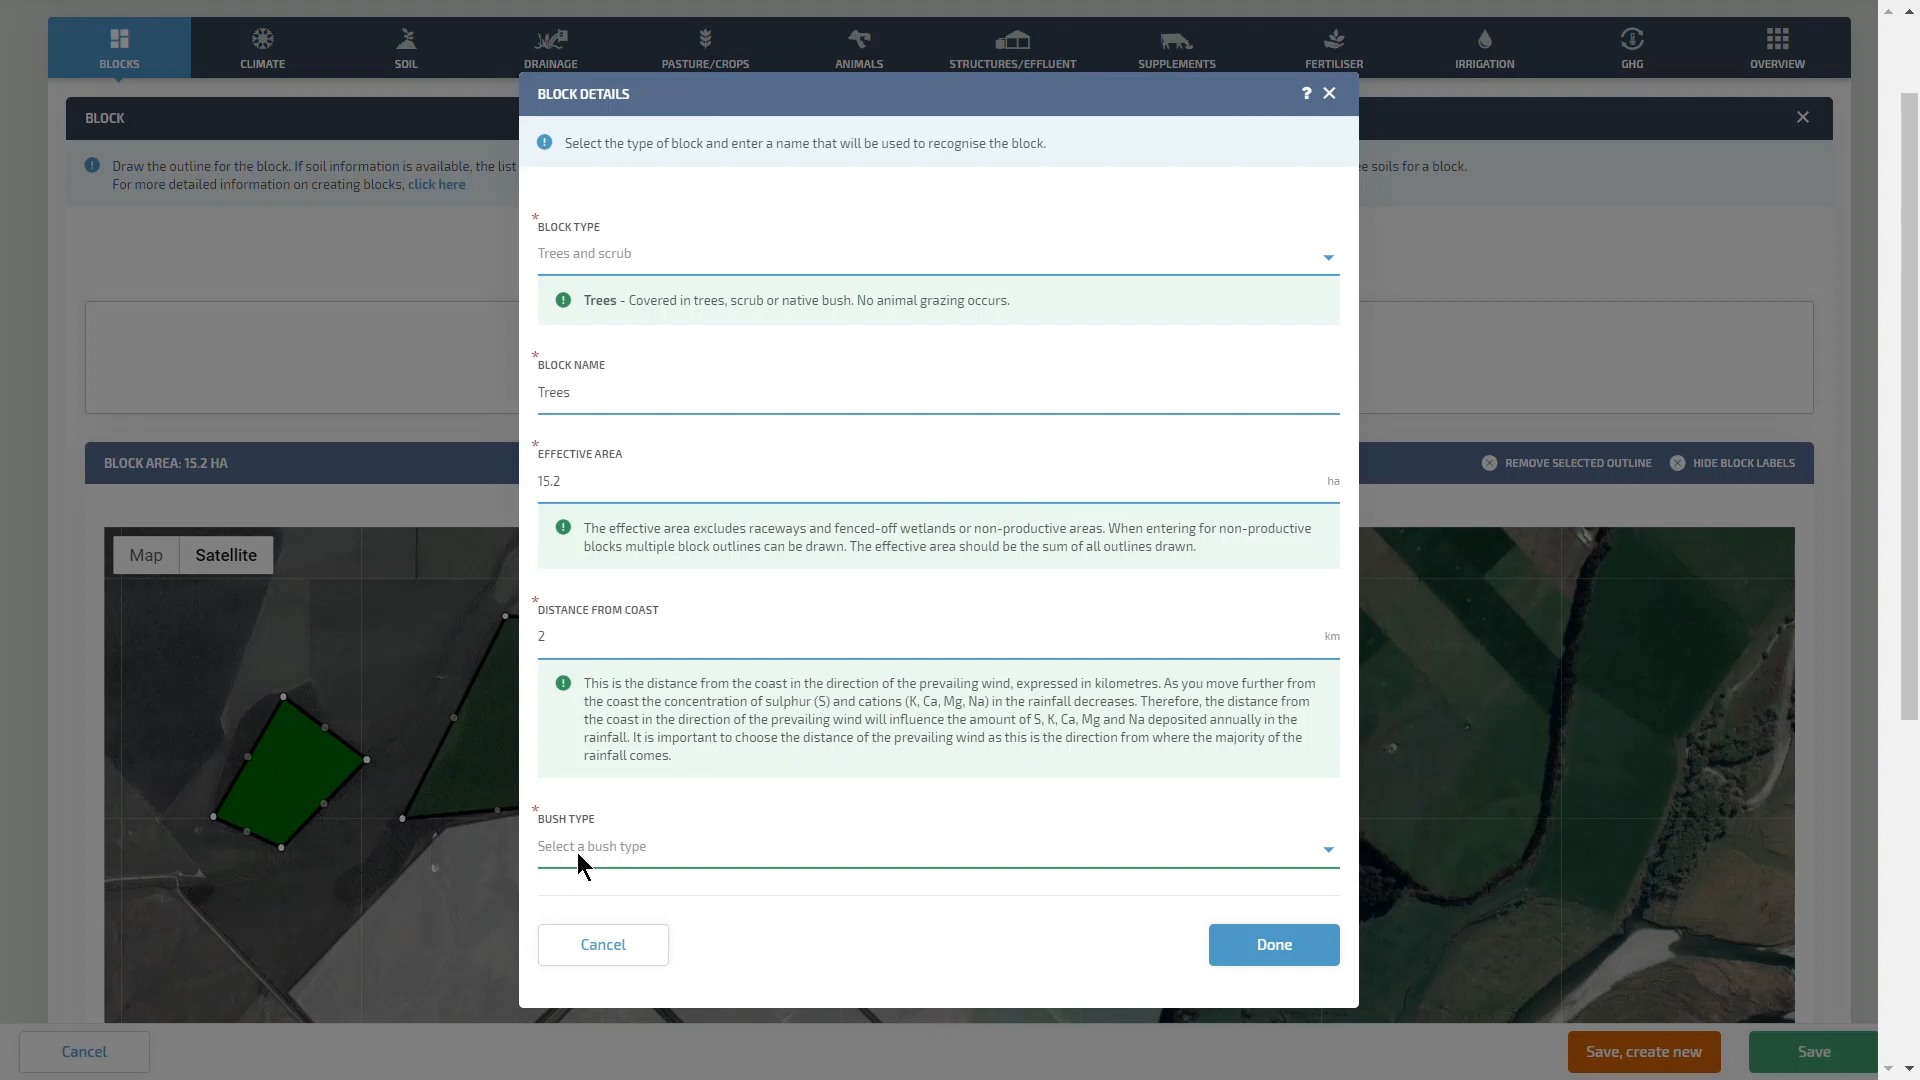 BLOCKS
CLIMATE
SOIL
DRAINAGE
PASTURE/CROPS
ANIMALS
STRUCTURES/EFFLUENT
SUPPLEMENTS
FERTILISER
IRRIGATION
GHG
OVERVIEW
BLOCK
Draw the outline for the block. If soil information is available, the list
For more detailed information on creating blocks, click here
soils for a block.
BLOCK DETAILS
?
Select the type of block and enter a name that will be used to recognise the block.
* BLOCK TYPE
Trees and scrub
Trees - Covered in trees, scrub or native bush. No animal grazing occurs.
* BLOCK NAME
Trees
* EFFECTIVE AREA
15.2 ha
The effective area excludes raceways and fenced-off wetlands or non-productive areas. When entering for non-productive
blocks multiple block outlines can be drawn. The effective area should be the sum of all outlines drawn.
* DISTANCE FROM COAST
2 km
This is the distance from the coast in the direction of the prevailing wind, expressed in kilometres. As you move further from
the coast the concentration of sulphur (S) and cations (K, Ca, Mg, Na) in the rainfall decreases. Therefore, the distance from
the coast in the direction of the prevailing wind will influence the amount of S, K, Ca, Mg and Na deposited annually in the
rainfall. It is important to choose the distance of the prevailing wind as this is the direction from where the majority of the
rainfall comes.
* BUSH TYPE
Select a bush type
Cancel
Done
BLOCK AREA: 15.2 HA
REMOVE SELECTED OUTLINE
HIDE BLOCK LABELS
Map
Satellite
Cancel
Save, create new
Save